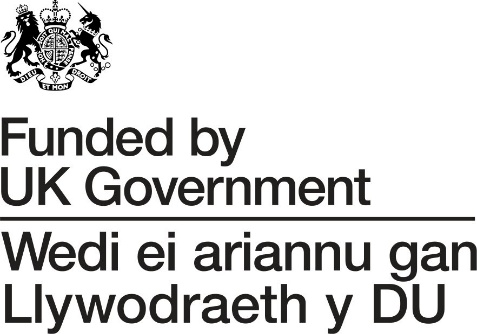 DIEU ET MON DROIT
Funded by
UK Government
Wedi ei ariannu gan
Llywodraeth y DU